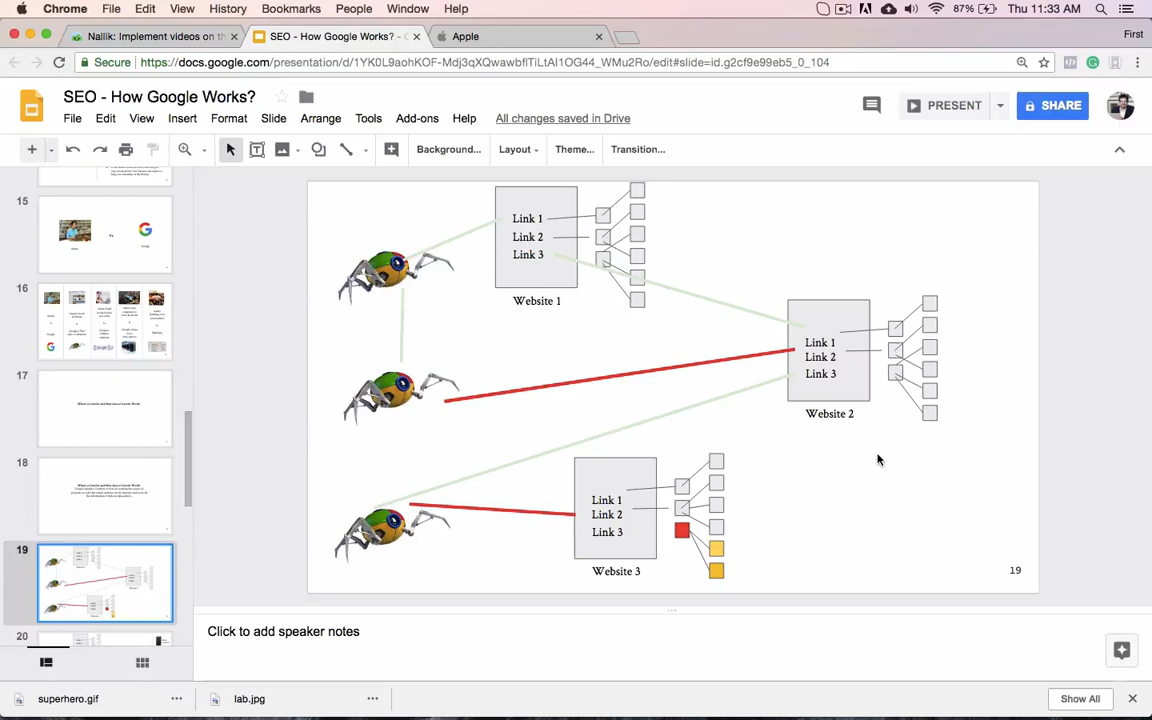 Chrome File Edit View History Bookmarks People Window Help 87% Thu 11:33 AM
Nallik: Implement videos on th
SEO - How Google Works? -
Apple
First
Secure https://docs.google.com/presentation/d/1YK0L9aohKOF-Mdj3qXQwawbflTiLtAI1OG44_WMu2Ro/edit#slide=id.g2cf9e99eb5_0_104
SEO - How Google Works?
PRESENT
SHARE
File Edit View Insert Format Slide Arrange Tools Add-ons Help All changes saved in Drive
Background... Layout Theme... Transition...
15
Google
16
17
18
19
20
Link 1
Link 2
Link 3
Website 1
Link 1
Link 2
Link 3
Website 2
Link 1
Link 2
Link 3
Website 3
19
Click to add speaker notes
superhero.gif
lab.jpg
Show All